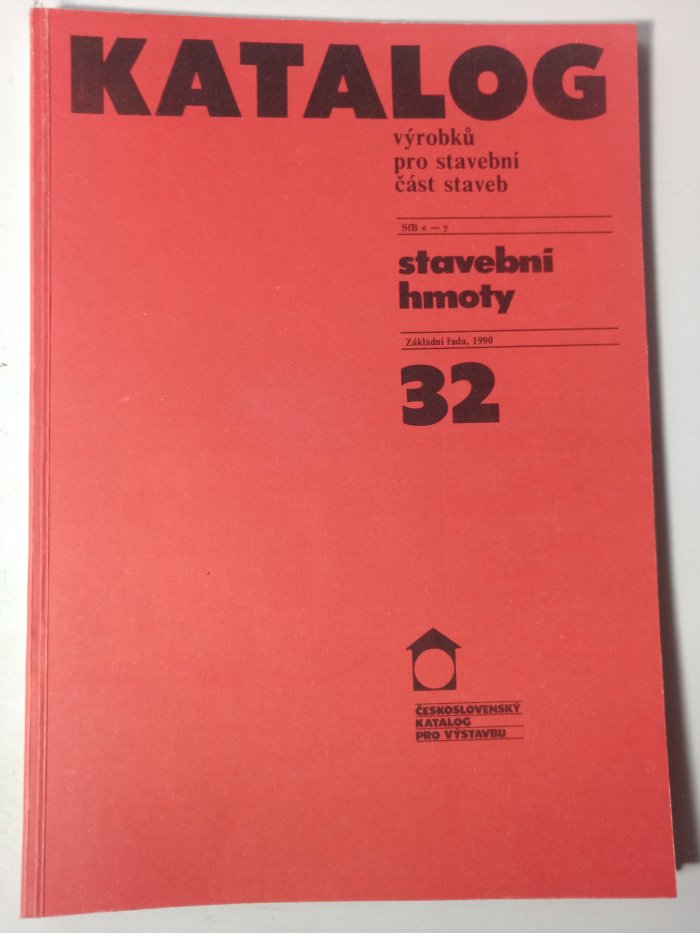 KATALOG
výrobků
pro stavební
část staveb
SfB e — y
stavební
hmoty
Základní řada, 1990
32
ČESKOSLOVENSKÝ
KATALOG
PRO VÝSTAVBU